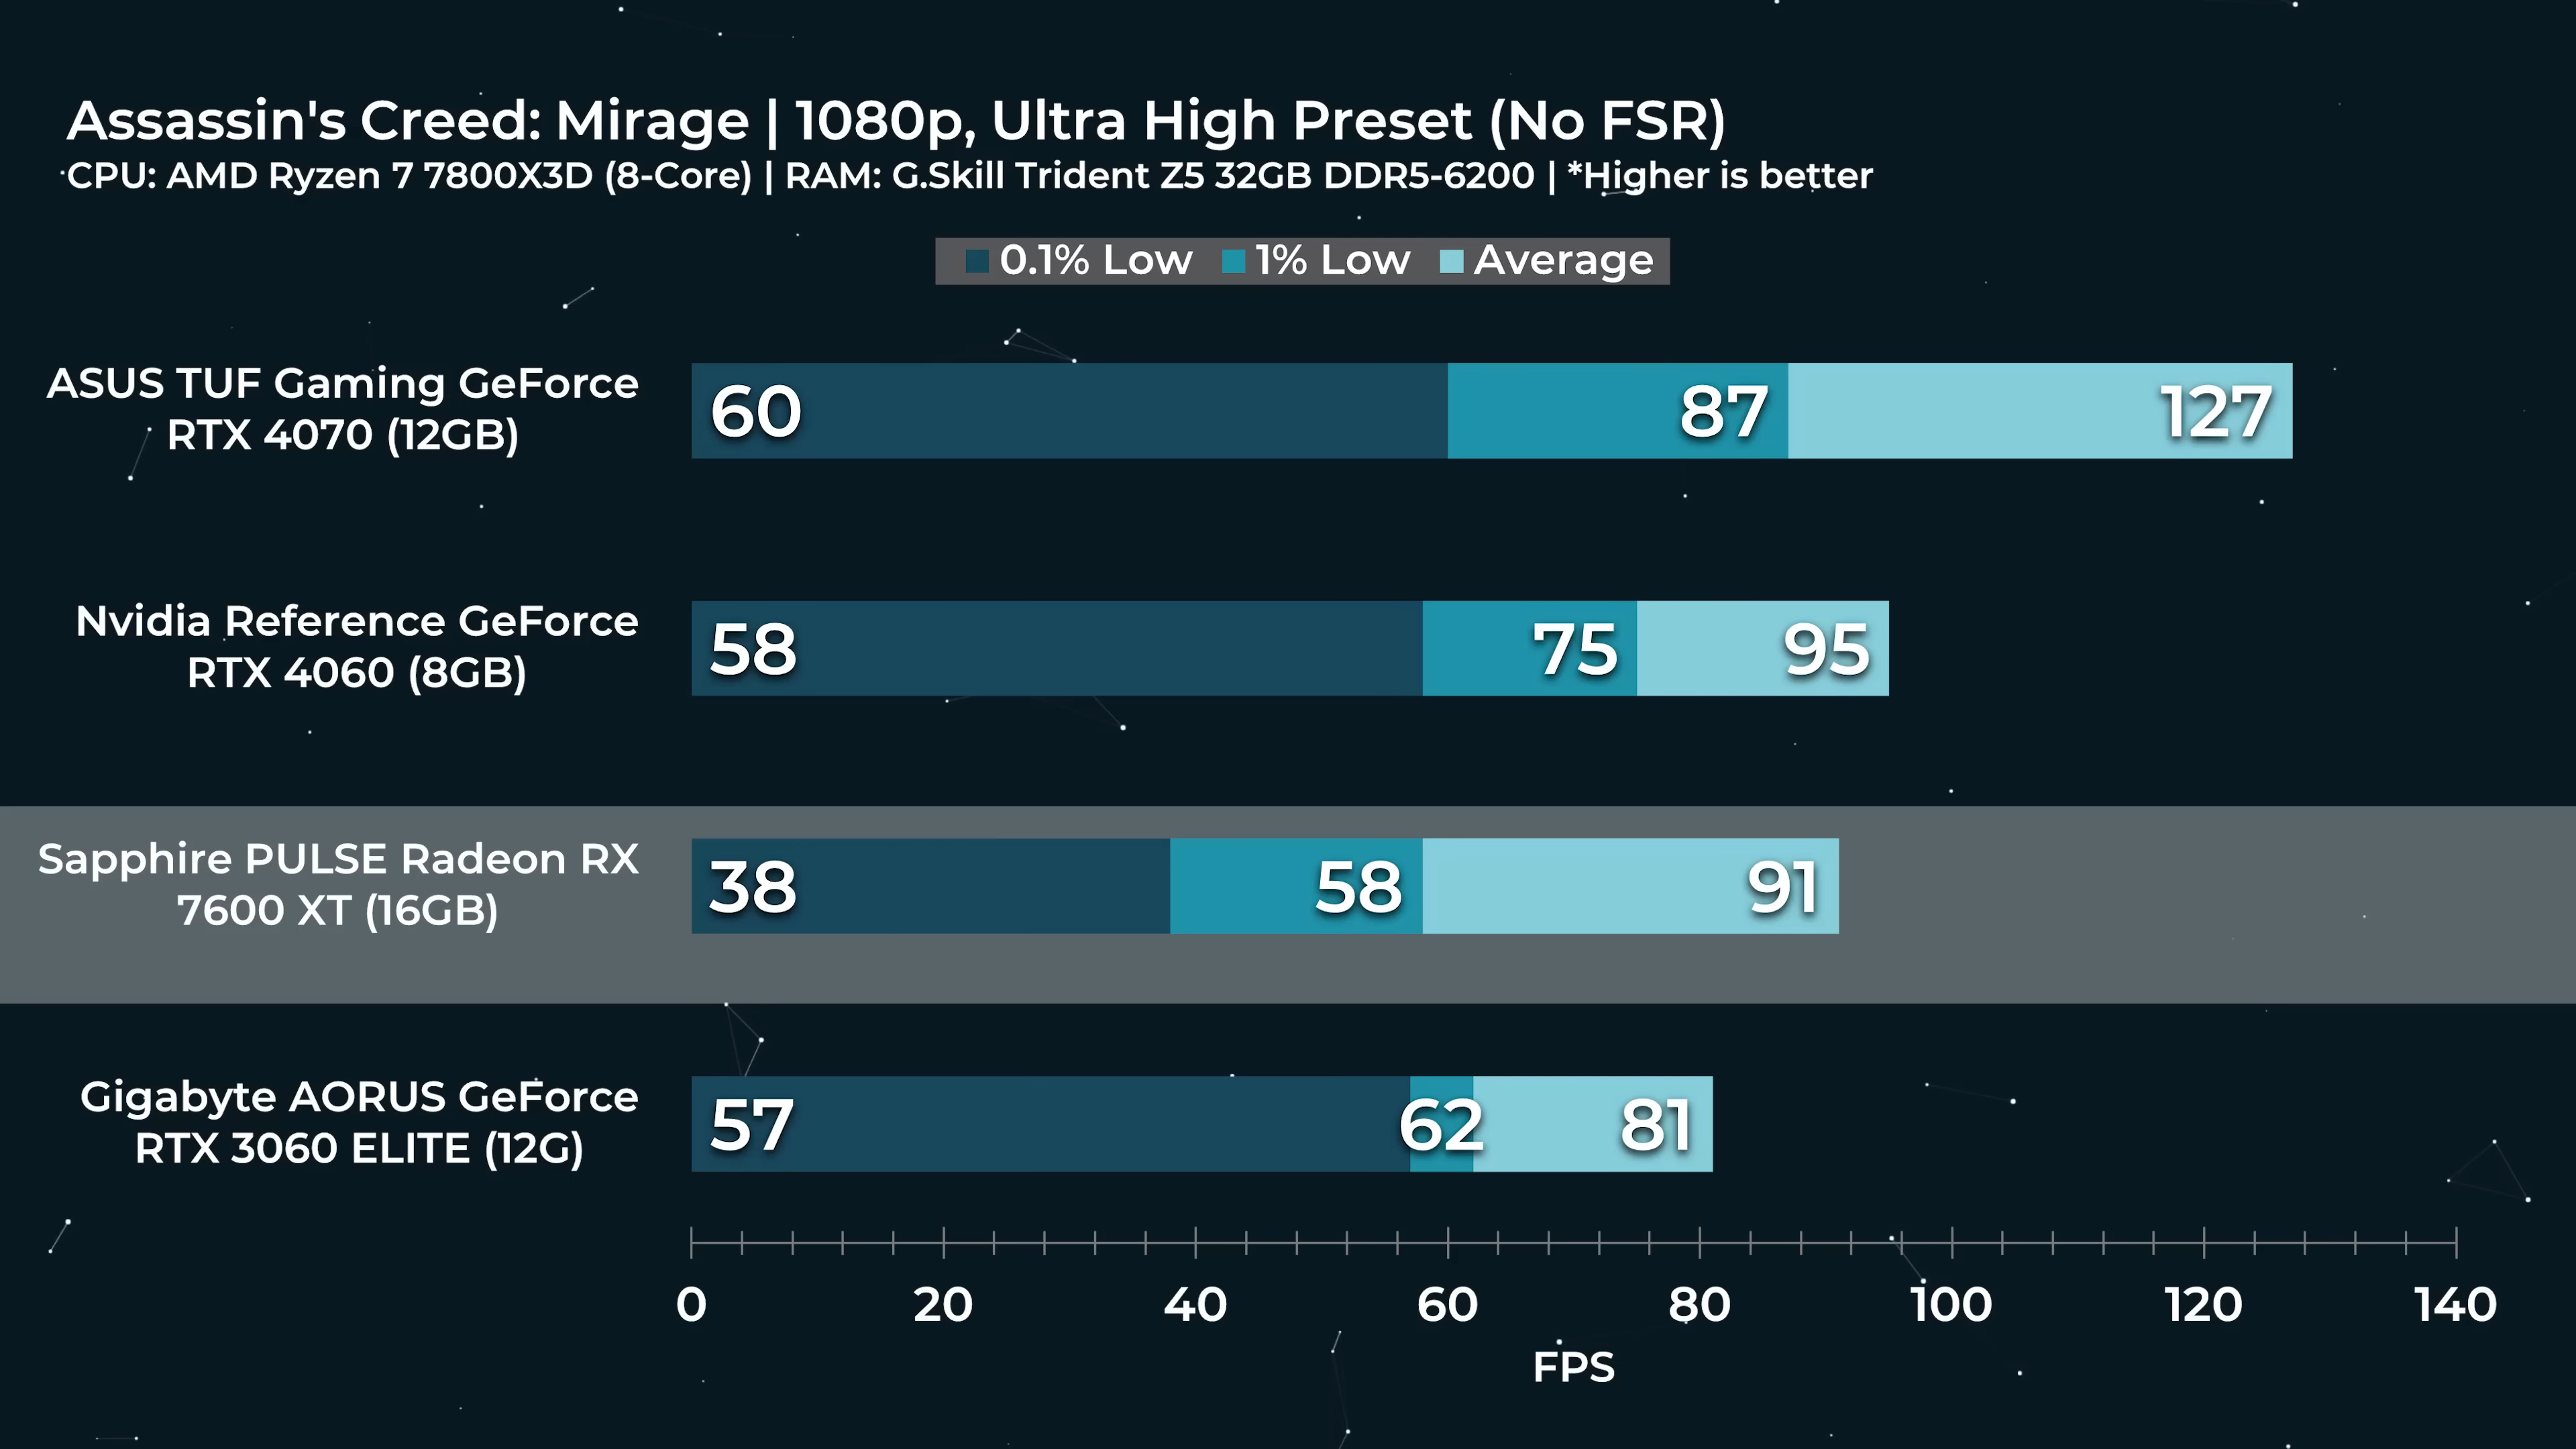 Assassin's Creed: Mirage | 1080p, Ultra High Preset (No FSR)
CPU: AMD Ryzen 7 7800X3D (8-Core) | RAM: G.Skill Trident Z5 32GB DDR5-6200 | *Higher is better
0.1% Low 1% Low Average
ASUS TUF Gaming GeForce
RTX 4070 (12GB)
60 87 127
Nvidia Reference GeForce
RTX 4060 (8GB)
58 75 95
Sapphire PULSE Radeon RX
7600 XT (16GB)
38 58 91
Gigabyte AORUS GeForce
RTX 3060 ELITE (12G)
57 62 81
0 20 40 60 80 100 120 140
FPS